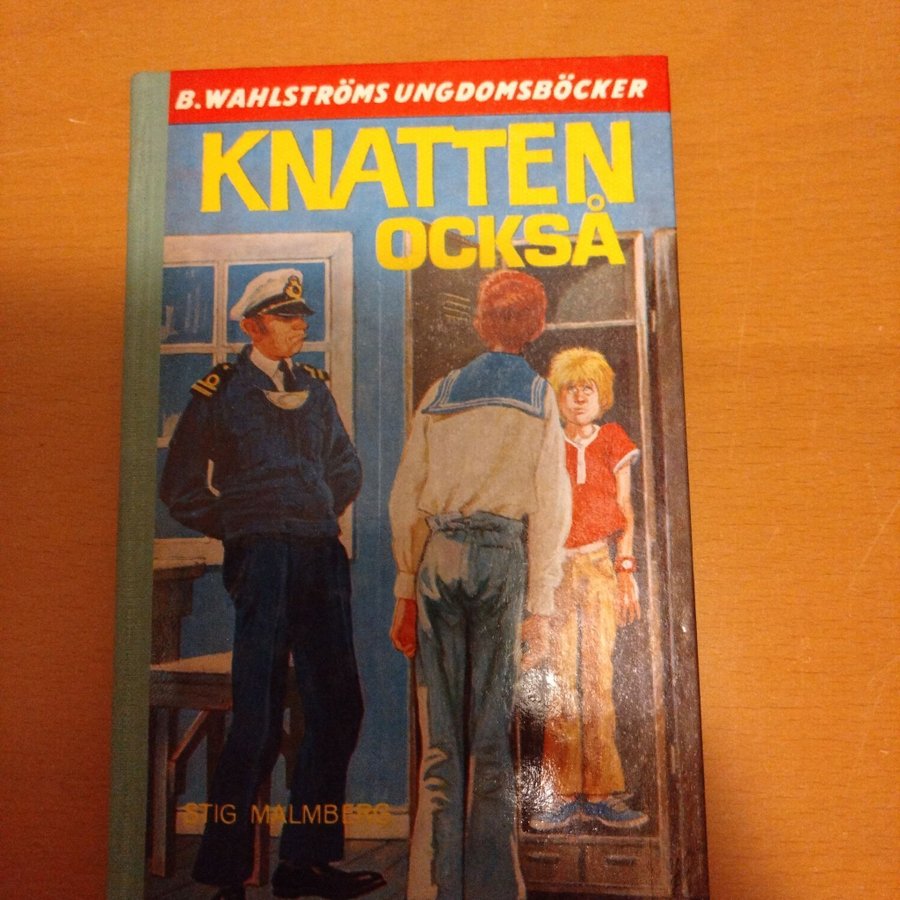 B.WAHLSTRÖMS UNGDOMSBÖCKER
KNATTEN
OCKSÅ
STIG MALMBERG